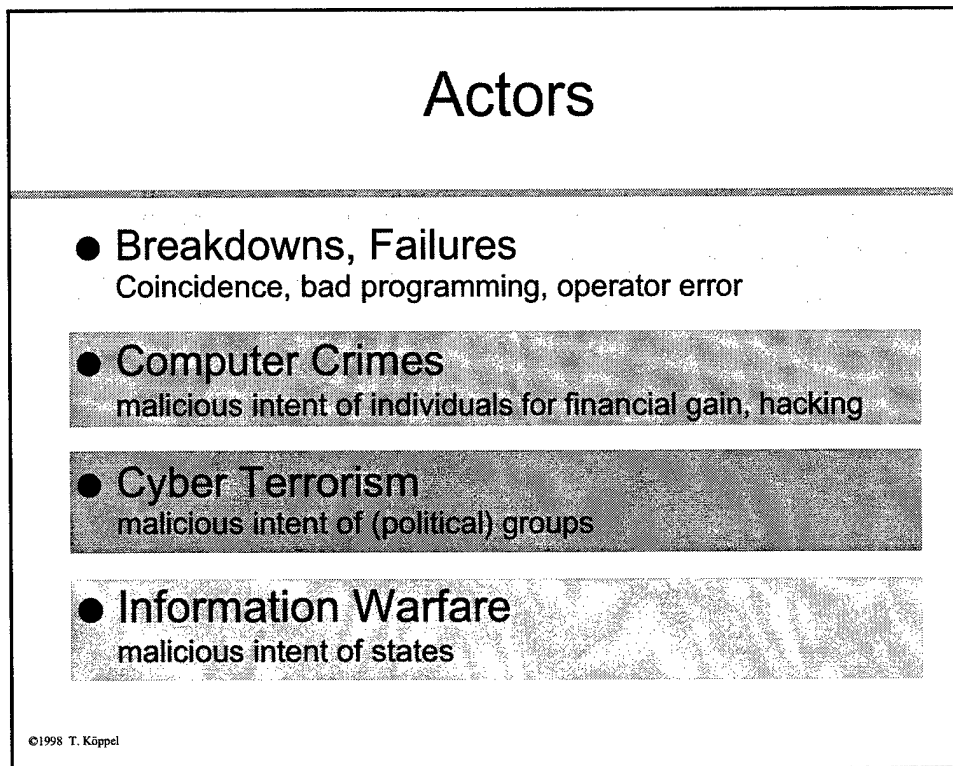 Actors
● Breakdowns, Failures
Coincidence, bad programming, operator error
● Computer Crimes
malicious intent of individuals for financial gain, hacking
● Cyber Terrorism
malicious intent of (political) groups
● Information Warfare
malicious intent of states
©1998 T. Köppel